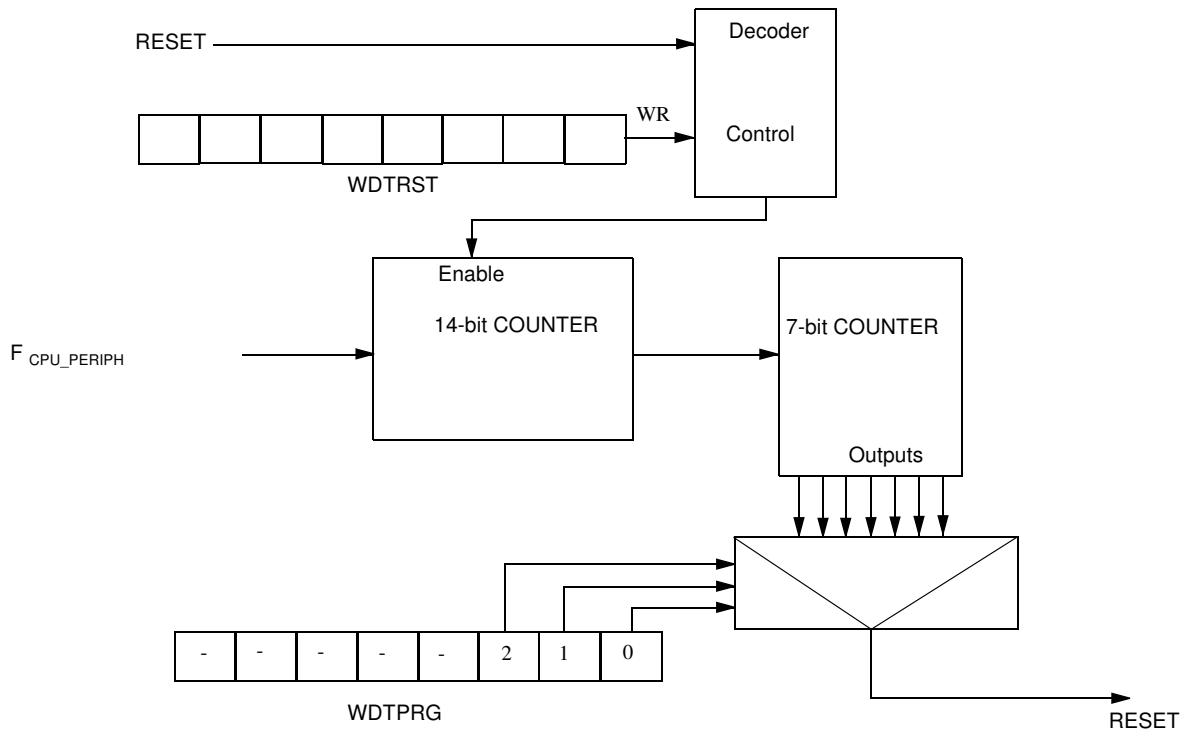 Decoder
RESET
WR
Control
WDTRST
Enable
14-bit COUNTER
7-bit COUNTER
F CPU_PERIPH
Outputs
- - - - - 2 1 0
WDTPRG
RESET